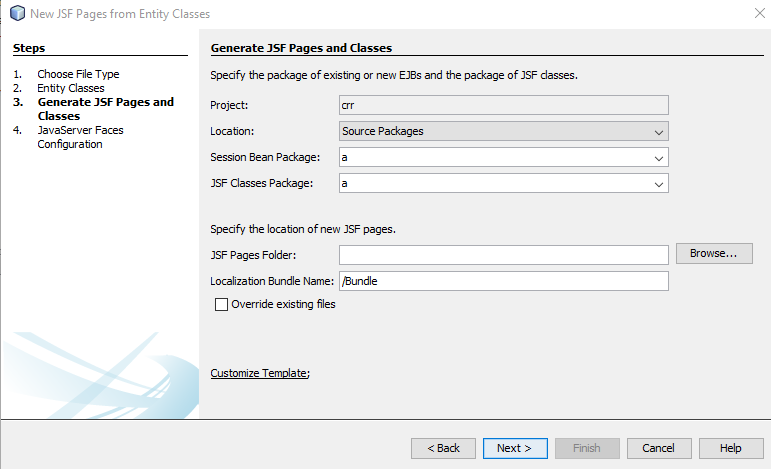 New JSF Pages from Entity Classes
Steps
1. Choose File Type
2. Entity Classes
3. Generate JSF Pages and
Classes
4. JavaServer Faces
Configuration
Generate JSF Pages and Classes
Specify the package of existing or new EJBs and the package of JSF classes.
Project: crr
Location: Source Packages
Session Bean Package: a
JSF Classes Package: a
Specify the location of new JSF pages.
JSF Pages Folder: Browse...
Localization Bundle Name: /Bundle
Override existing files
Customize Template;
< Back Next > Finish Cancel Help